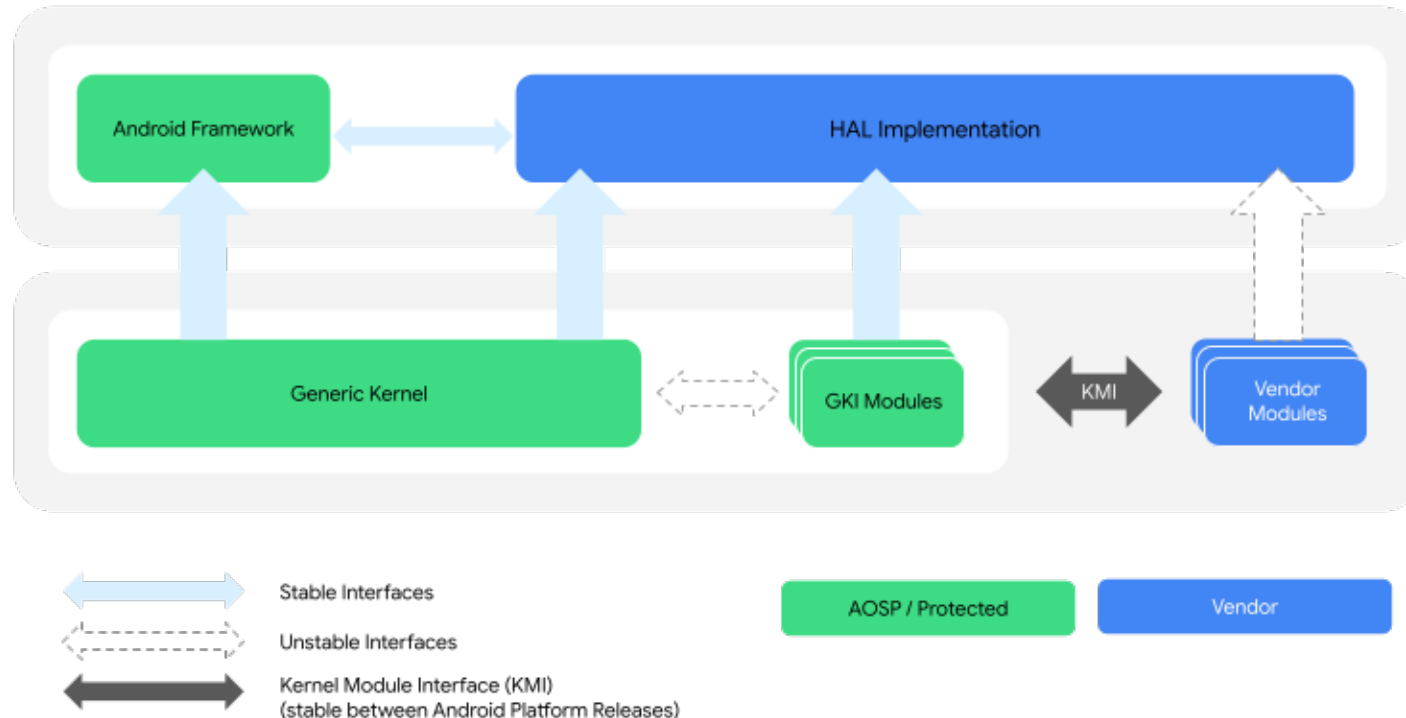 Android Framework
HAL Implementation
Generic Kernel
GKI Modules
KMI
Vendor
Modules
Stable Interfaces
Unstable Interfaces
Kernel Module Interface (KMI)
(stable between Android Platform Releases)
AOSP / Protected
Vendor